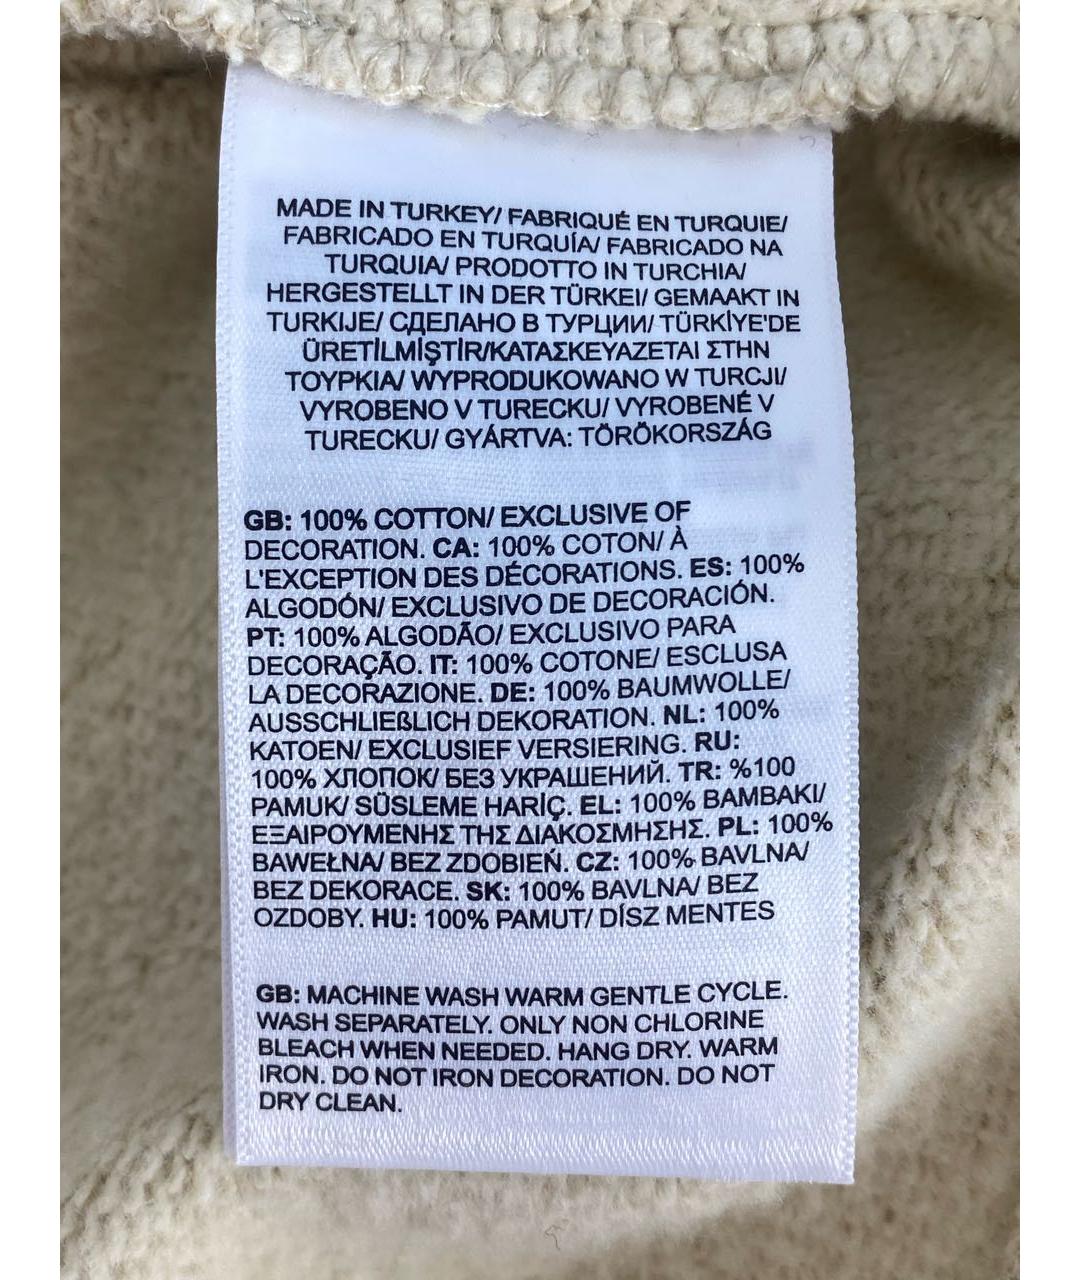 MADE IN TURKEY/ FABRIQUÉ EN TURQUIE/
FABRICADO EN TURQUÍA/ FABRICADO NA
TURQUIA/ PRODOTTO IN TURCHIA/
HERGESTELLT IN DER TÜRKEI/ GEMAAKT IN
TURKIJE/ СДЕЛАНО В ТУРЦИИ/ TÜRKİYE'DE
ÜRETİLMİŞTİR/ΚΑΤΑΣΚΕΥΑΖΕΤΑΙ ΣΤΗΝ
ΤΟΥΡΚΙΑ/ WYPRODUKOWANO W TURCJI/
VYROBENO V TURECKU/ VYROBENÉ V
TURECKU/ GYÁRTVA: TÖRÖKORSZÁG
GB: 100% COTTON/ EXCLUSIVE OF
DECORATION. CA: 100% COTON/ À
L'EXCEPTION DES DÉCORATIONS. ES: 100%
ALGODÓN/ EXCLUSIVO DE DECORACIÓN.
PT: 100% ALGODÃO/ EXCLUSIVO PARA
DECORAÇÃO. IT: 100% COTONE/ ESCLUSA
LA DECORAZIONE. DE: 100% BAUMWOLLE/
AUSSCHLIEßLICH DEKORATION. NL: 100%
KATOEN/ EXCLUSIEF VERSIERING. RU:
100% ХЛОПОК/ БЕЗ УКРАШЕНИЙ. TR: %100
PAMUK/ SÜSLEME HARİÇ. EL: 100% ΒΑΜΒΑΚΙ/
ΕΞΑΙΡΟΥΜΕΝΗΣ ΤΗΣ ΔΙΑΚΟΣΜΗΣΗΣ. PL: 100%
BAWEŁNA/ BEZ ZDOBIEŃ. CZ: 100% BAVLNA/
BEZ DEKORACE. SK: 100% BAVLNA/ BEZ
OZDOBY. HU: 100% PAMUT/ DÍSZ MENTES
GB: MACHINE WASH WARM GENTLE CYCLE.
WASH SEPARATELY. ONLY NON CHLORINE
BLEACH WHEN NEEDED. HANG DRY. WARM
IRON. DO NOT IRON DECORATION. DO NOT
DRY CLEAN.